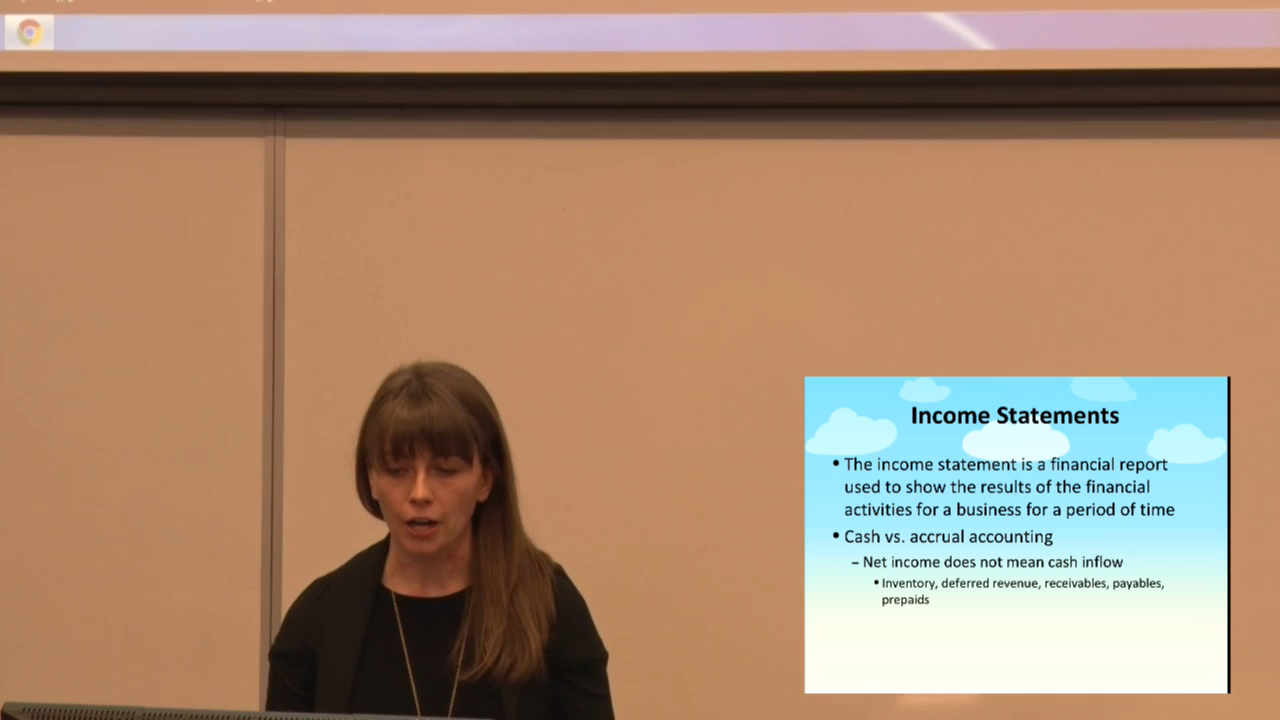 Income Statements
• The income statement is a financial report
used to show the results of the financial
activities for a business for a period of time
• Cash vs. accrual accounting
– Net income does not mean cash inflow
• Inventory, deferred revenue, receivables, payables,
prepaids